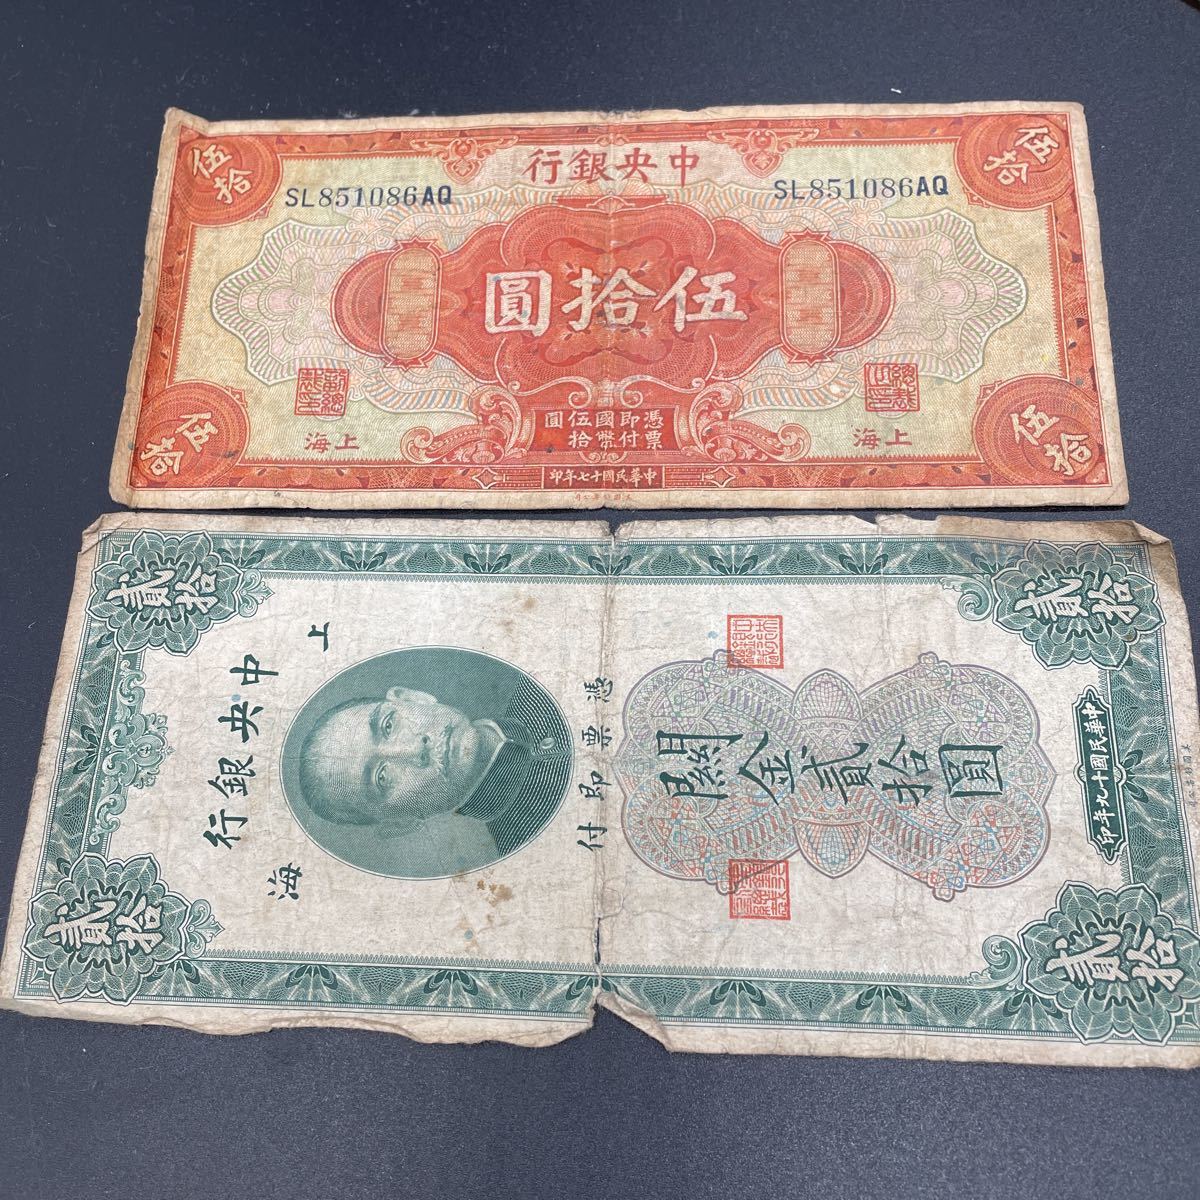 伍拾
伍拾
中央銀行
SL851086AQ
SL851086AQ
伍拾圓
上海
上海
憑票即付國幣伍拾圓
伍拾
伍拾
中華民國十七年印
貳拾
貳拾
上海
中央銀行
憑票即付
關金貳拾圓
中華民國十九年印
貳拾
貳拾